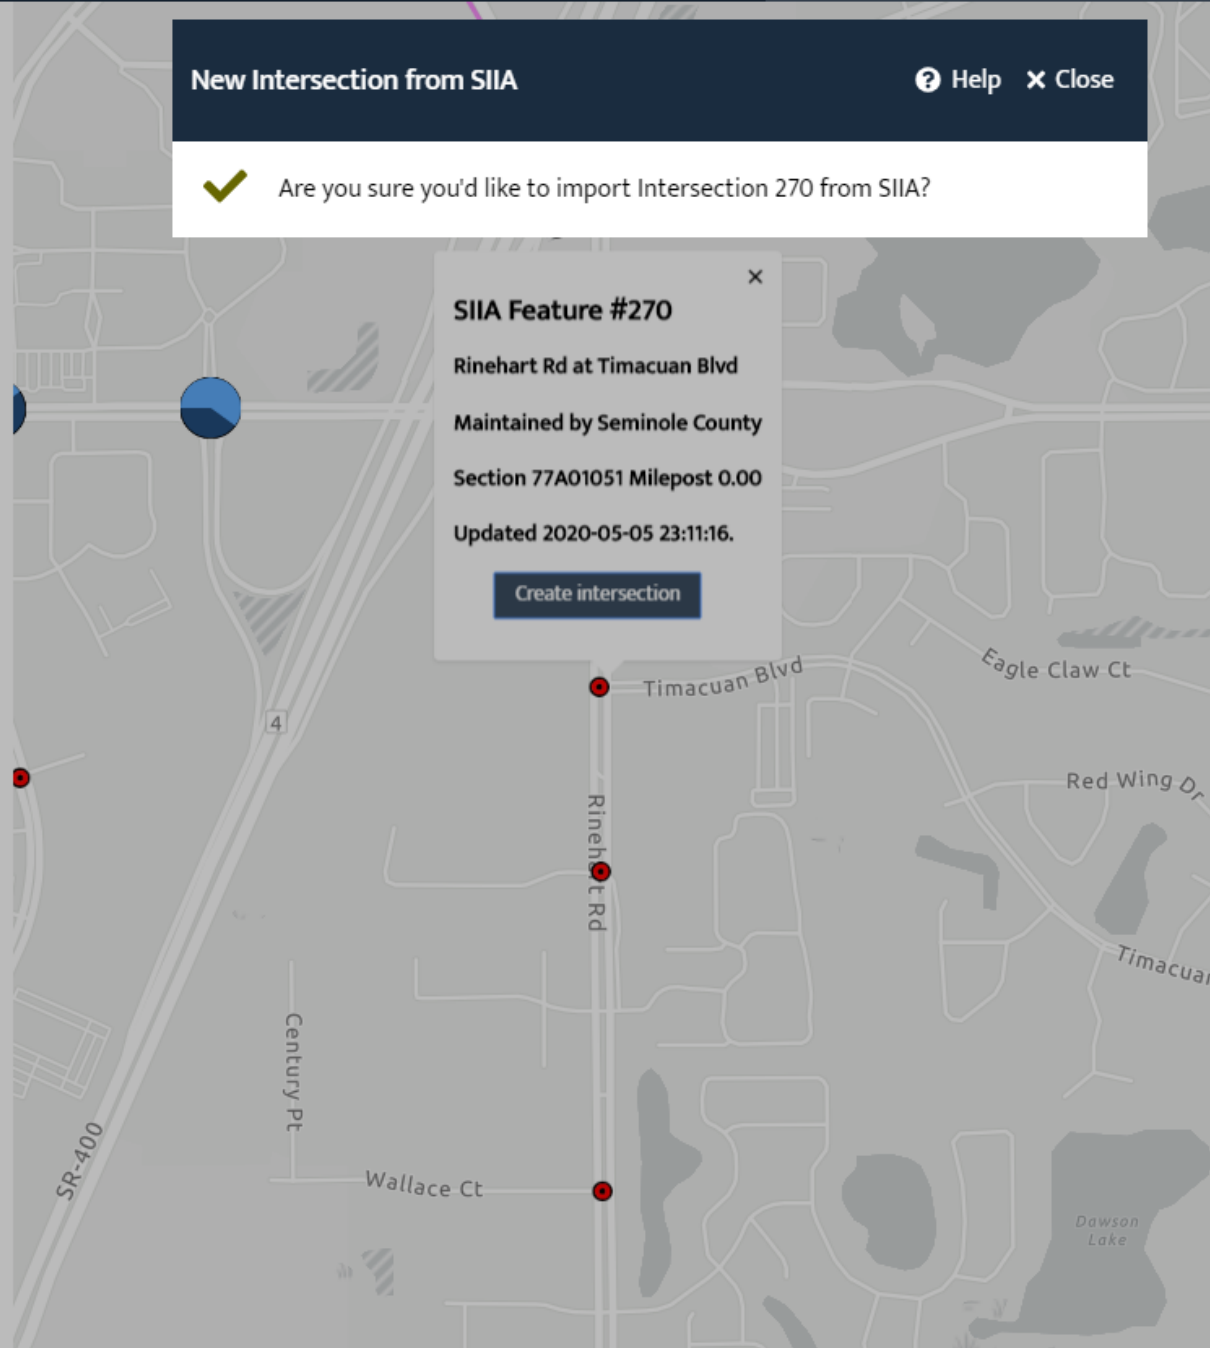 New Intersection from SIIA
Help
Close
Are you sure you'd like to import Intersection 270 from SIIA?
SIIA Feature #270
Rinehart Rd at Timacuan Blvd
Maintained by Seminole County
Section 77A01051 Milepost 0.00
Updated 2020-05-05 23:11:16.
Create intersection
Timacuan Blvd
Eagle Claw Ct
4
Red Wing Dr
Rinehart Rd
Timacuan
Century Pt
SR-400
Wallace Ct
Dawson
Lake